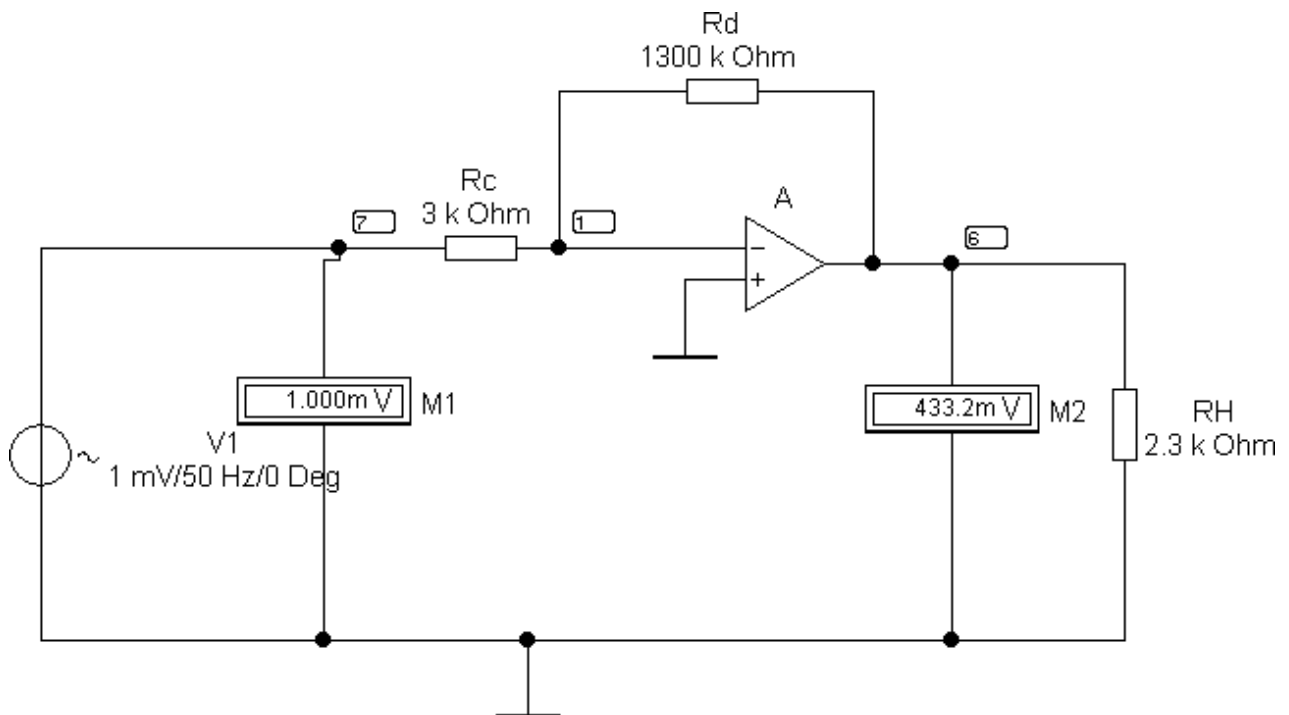 Rd
1300 k Ohm
Rc
3 k Ohm
7
1
A
−
+
6
1.000m V
M1
433.2m V
M2
RH
2.3 k Ohm
V1
~
1 mV/50 Hz/0 Deg